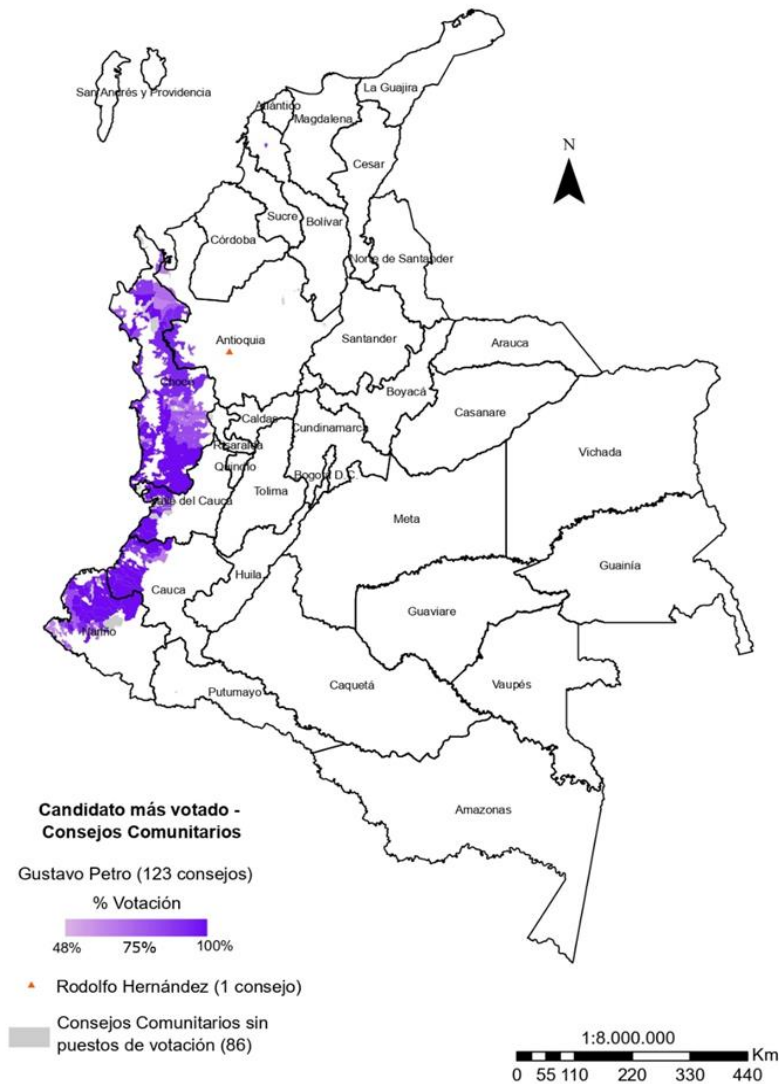 San Andrés y Providencia
La Guajira
Atlántico
Magdalena
N
Cesar
Sucre
Bolívar
Córdoba
Norte de Santander
Antioquia
Santander
Arauca
Chocó
Boyacá
Casanare
Caldas
Cundinamarca
Risaralda
Vichada
Quindío
Bogotá D.C.
Tolima
Valle del Cauca
Meta
Huila
Cauca
Guainía
Guaviare
Nariño
Caquetá
Vaupés
Putumayo
Amazonas
Candidato más votado -
Consejos Comunitarios
Gustavo Petro (123 consejos)
% Votación
48% 75% 100%
Rodolfo Hernández (1 consejo)
Consejos Comunitarios sin
puestos de votación (86)
1:8.000.000
Km
0 55 110 220 330 440